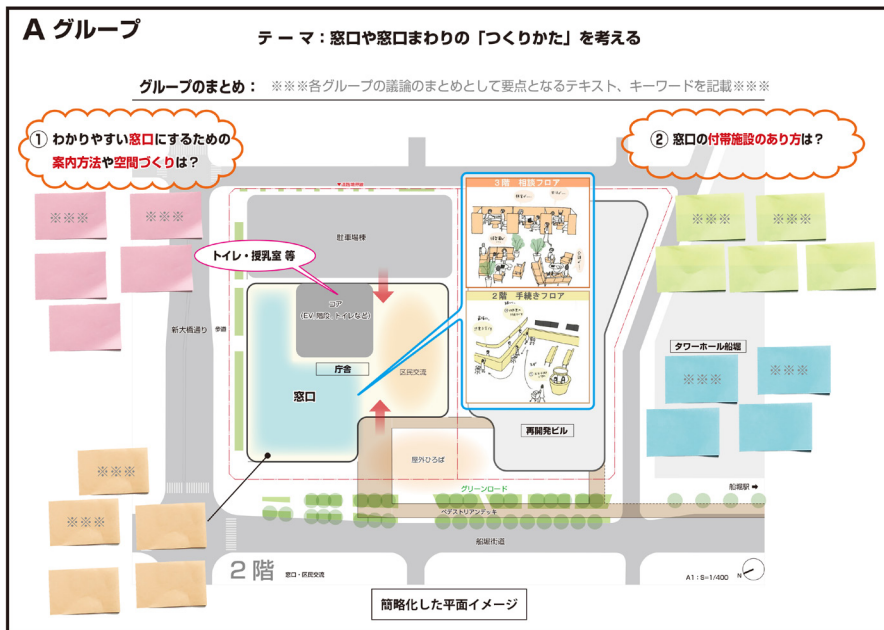 A グループ
テーマ:窓口や窓口まわりの「つくりかた」を考える
グループのまとめ: ※※※各グループの議論のまとめとして要点となるテキスト、キーワードを記載※※※
① わかりやすい窓口にするための
案内方法や空間づくりは?
② 窓口の付帯施設のあり方は?
※※※
※※※
3階 相談フロア
※※※
※※※
駐車場棟
トイレ・授乳室 等
2階 手続きフロア
コア
(EV、階段、トイレなど)
新大橋通り
歩道
庁舎
区民交流
窓口
タワーホール船堀
※※※
※※※
再開発ビル
屋外ひろば
※※※
※※※
グリーンロード
船堀駅 ➡
ペデストリアンデッキ
船堀街道
2階
窓口・区民交流
A1:S=1/400
N
簡略化した平面イメージ